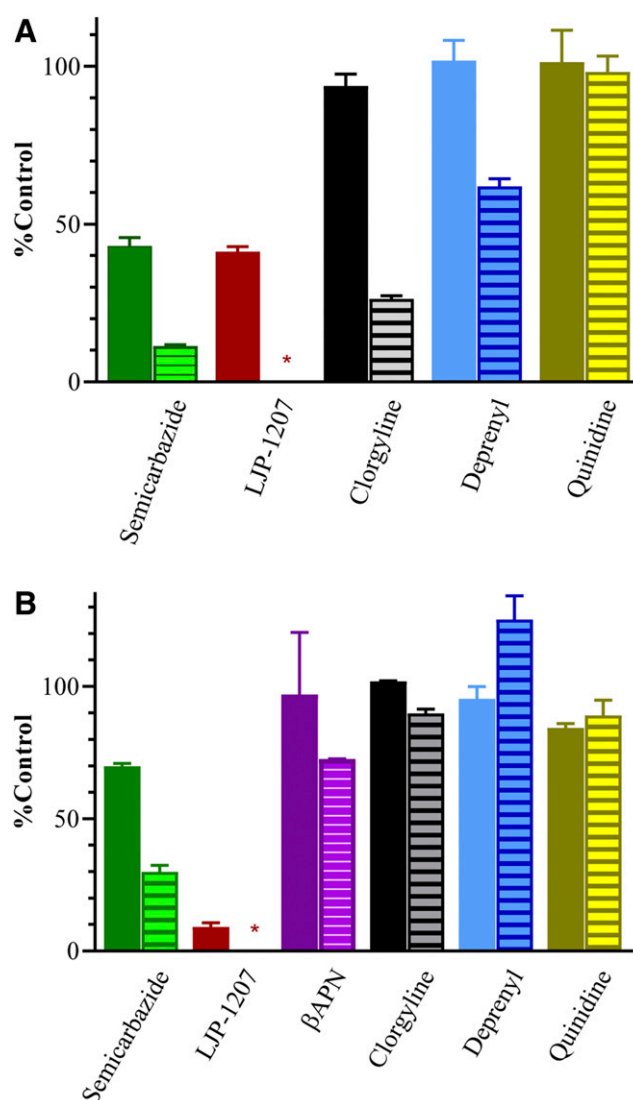 A
100
50
0
%Control
*
Semicarbazide
LJP-1207
Clorgyline
Deprenyl
Quinidine
B
100
50
0
%Control
*
Semicarbazide
LJP-1207
βAPN
Clorgyline
Deprenyl
Quinidine